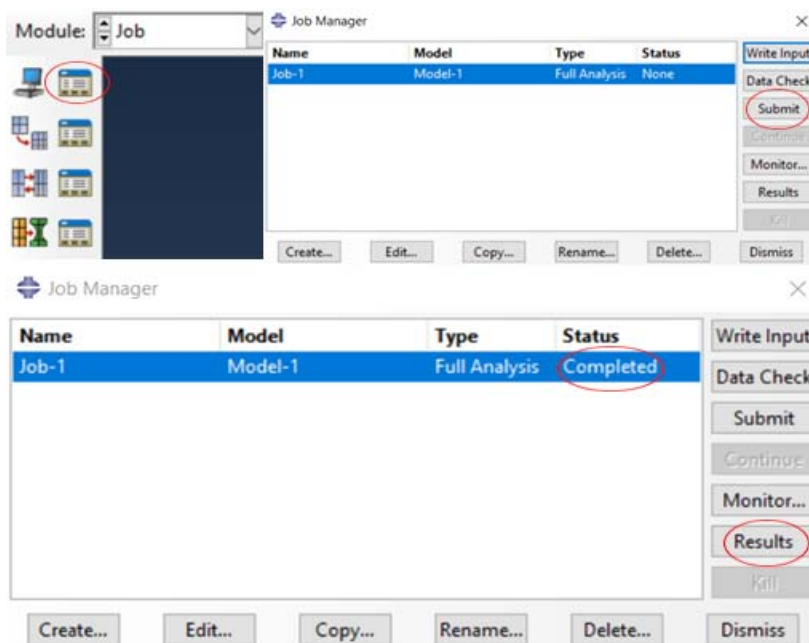 Module: Job
Job Manager
Name Model Type Status
Job-1 Model-1 Full Analysis None
Write Input
Data Check
Submit
Continue
Monitor...
Results
Kill
Create... Edit... Copy... Rename... Delete... Dismiss
Job Manager
Name Model Type Status
Job-1 Model-1 Full Analysis Completed
Write Input
Data Check
Submit
Continue
Monitor...
Results
Kill
Create... Edit... Copy... Rename... Delete... Dismiss